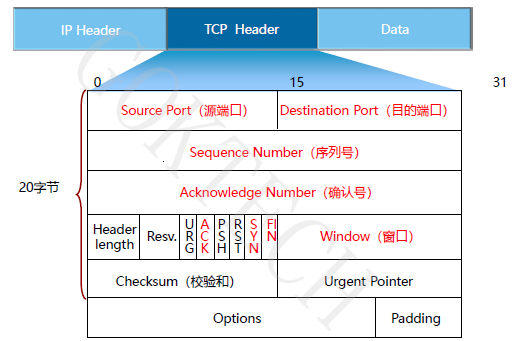 IP Header TCP Header Data
0 15 31
Source Port（源端口） Destination Port（目的端口）
Sequence Number（序列号）
20字节
Acknowledge Number（确认号）
Header length Resv. URG ACK PSH RST SYN FIN Window（窗口）
Checksum（校验和） Urgent Pointer
Options Padding
GOKTECH